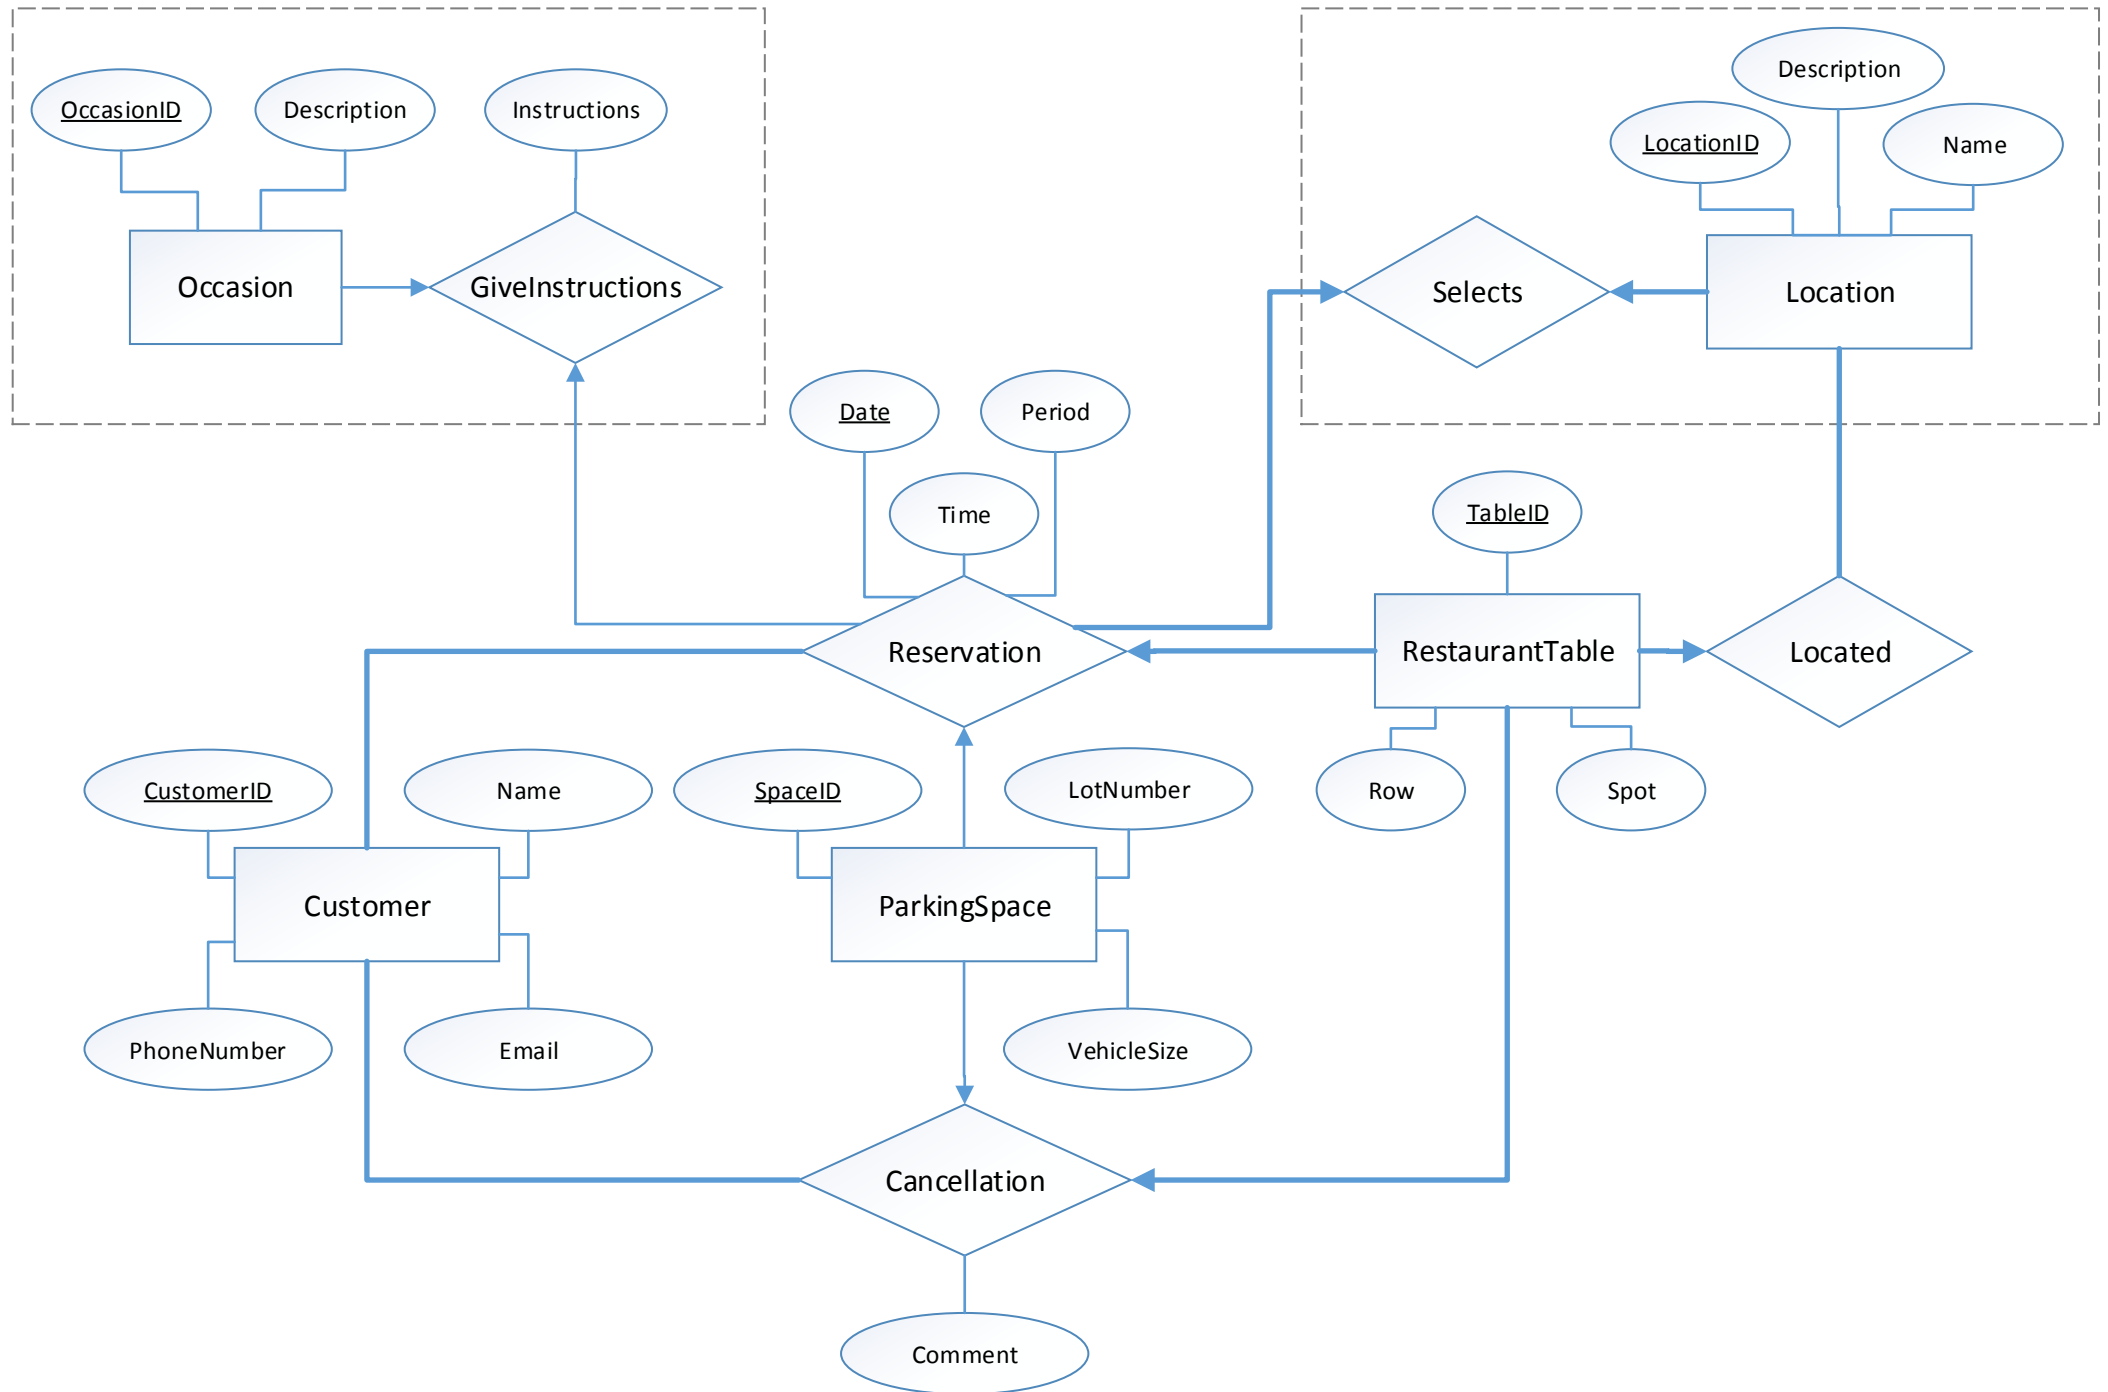 Description
OccasionID
Description
Instructions
LocationID
Name
Occasion
GiveInstructions
Selects
Location
Date
Period
Time
TableID
Reservation
RestaurantTable
Located
CustomerID
Name
SpaceID
LotNumber
Row
Spot
Customer
ParkingSpace
PhoneNumber
Email
VehicleSize
Cancellation
Comment